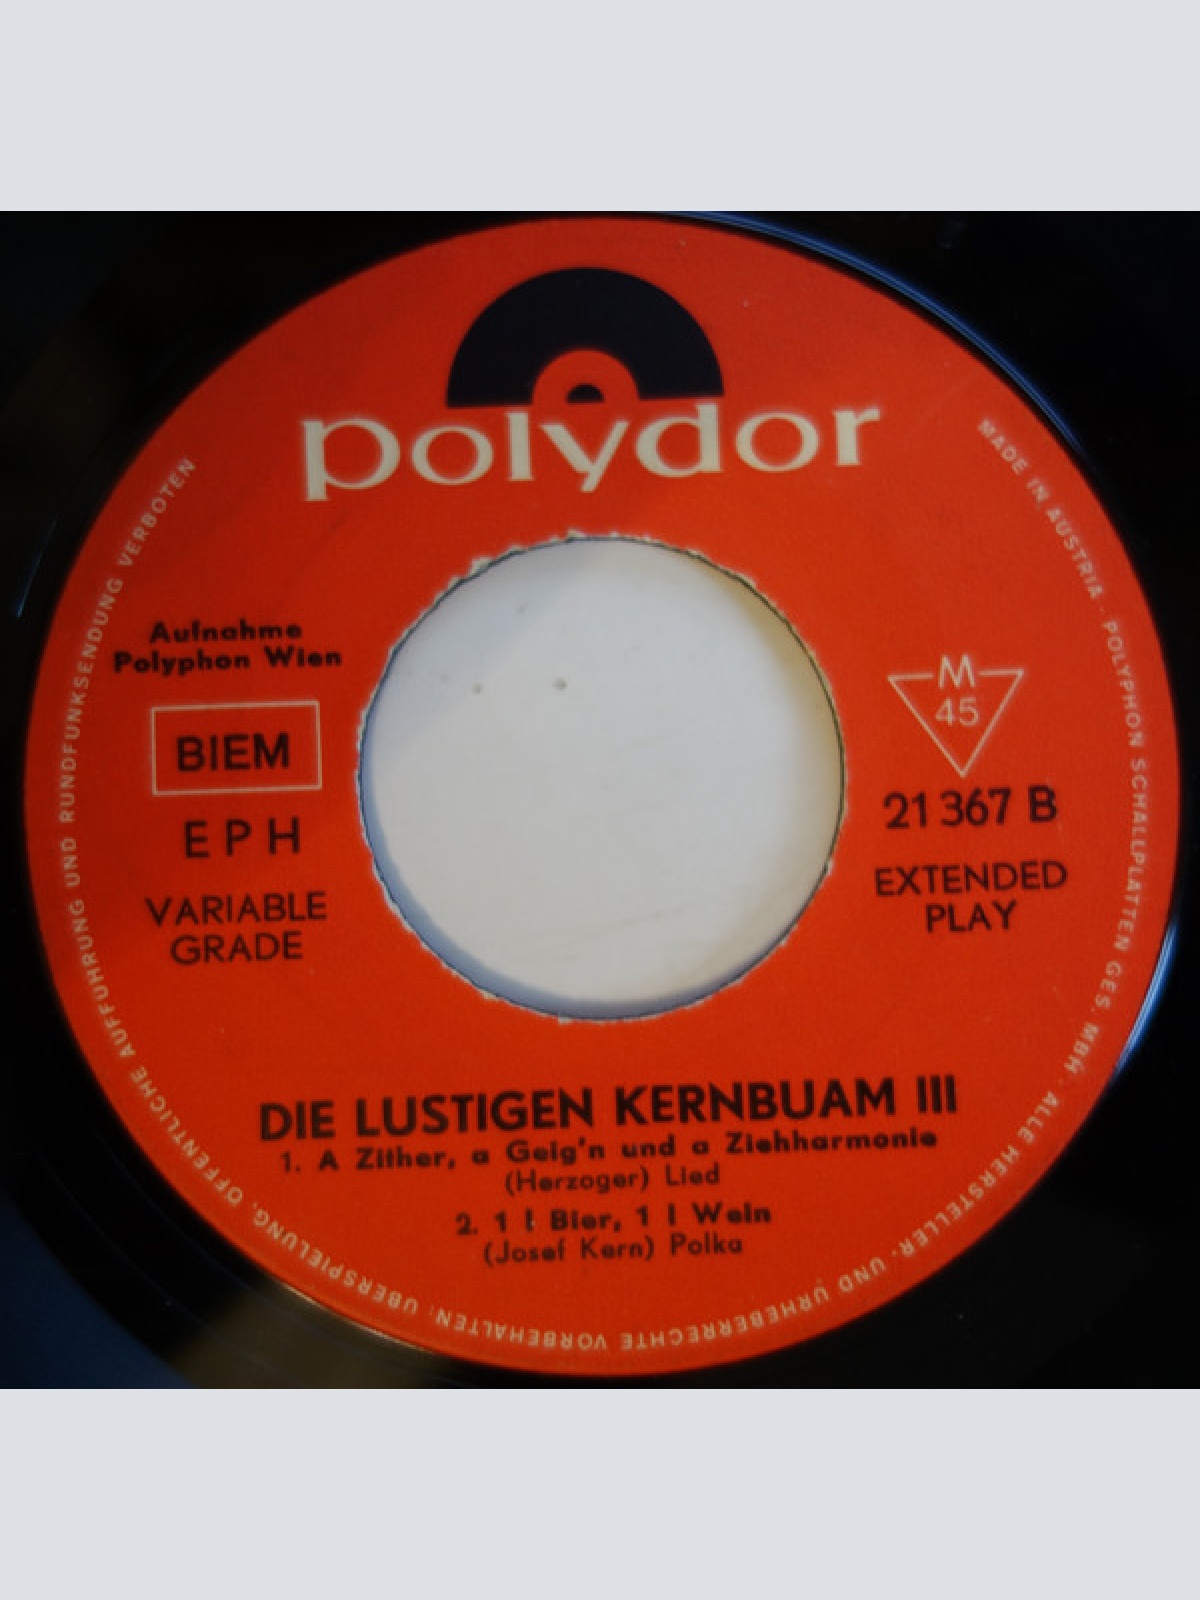 polydor
Aufnahme
Polyphon Wien
BIEM
EPH
VARIABLE
GRADE
M
45
21 367 B
EXTENDED
PLAY
DIE LUSTIGEN KERNBUAM III
1. A Zither, a Geig'n und a Ziehharmonie
(Herzoger) Lied
2. 1 l Bier, 1 l Wein
(Josef Kern) Polka
MADE IN AUSTRIA · POLYPHON SCHALLPLATTEN GES. MBH · ALLE HERSTELLER- UND URHEBERRECHTE VORBEHALTEN: ÜBERSPIELUNG, ÖFFENTLICHE AUFFÜHRUNG UND RUNDFUNKSENDUNG VERBOTEN